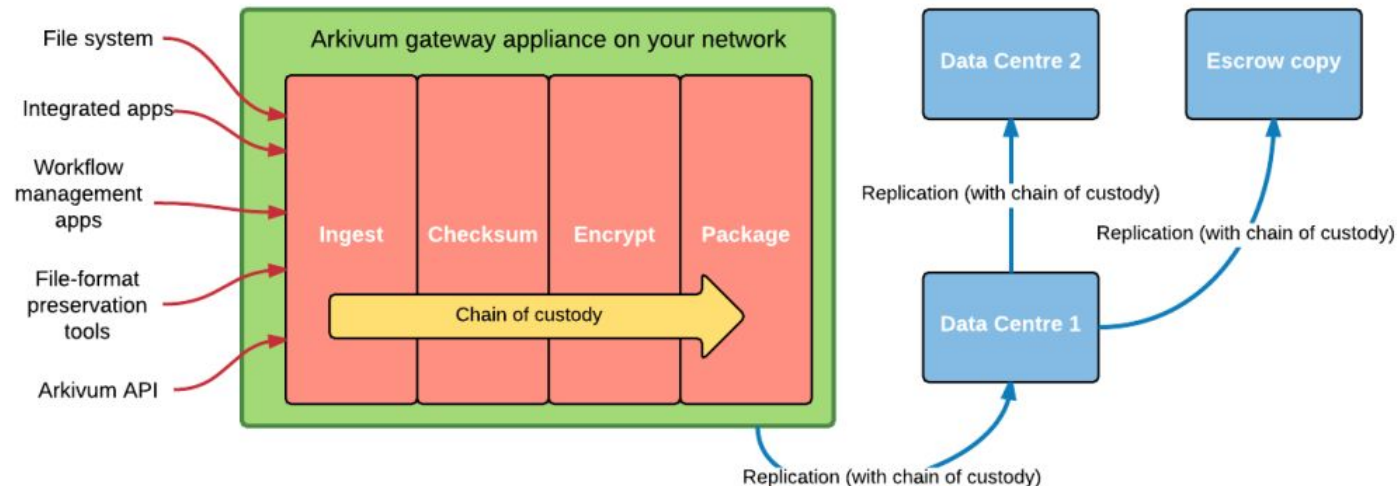 File system
Integrated apps
Workflow
management
apps
File-format
preservation
tools
Arkivum API
Arkivum gateway appliance on your network
Ingest
Checksum
Encrypt
Package
Chain of custody
Data Centre 2
Escrow copy
Replication (with chain of custody)
Replication (with chain of custody)
Data Centre 1
Replication (with chain of custody)